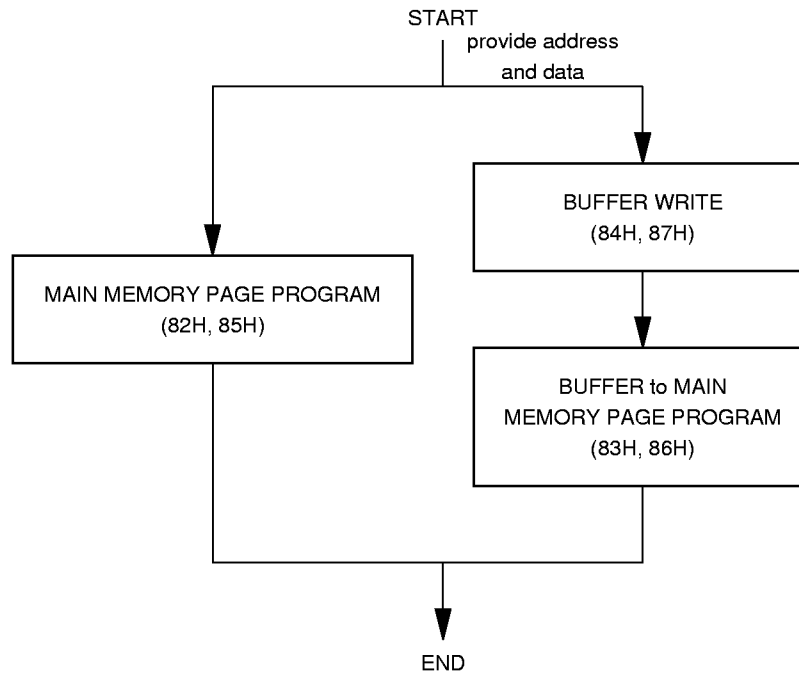 START
provide address
and data
BUFFER WRITE
(84H, 87H)
MAIN MEMORY PAGE PROGRAM
(82H, 85H)
BUFFER to MAIN
MEMORY PAGE PROGRAM
(83H, 86H)
END